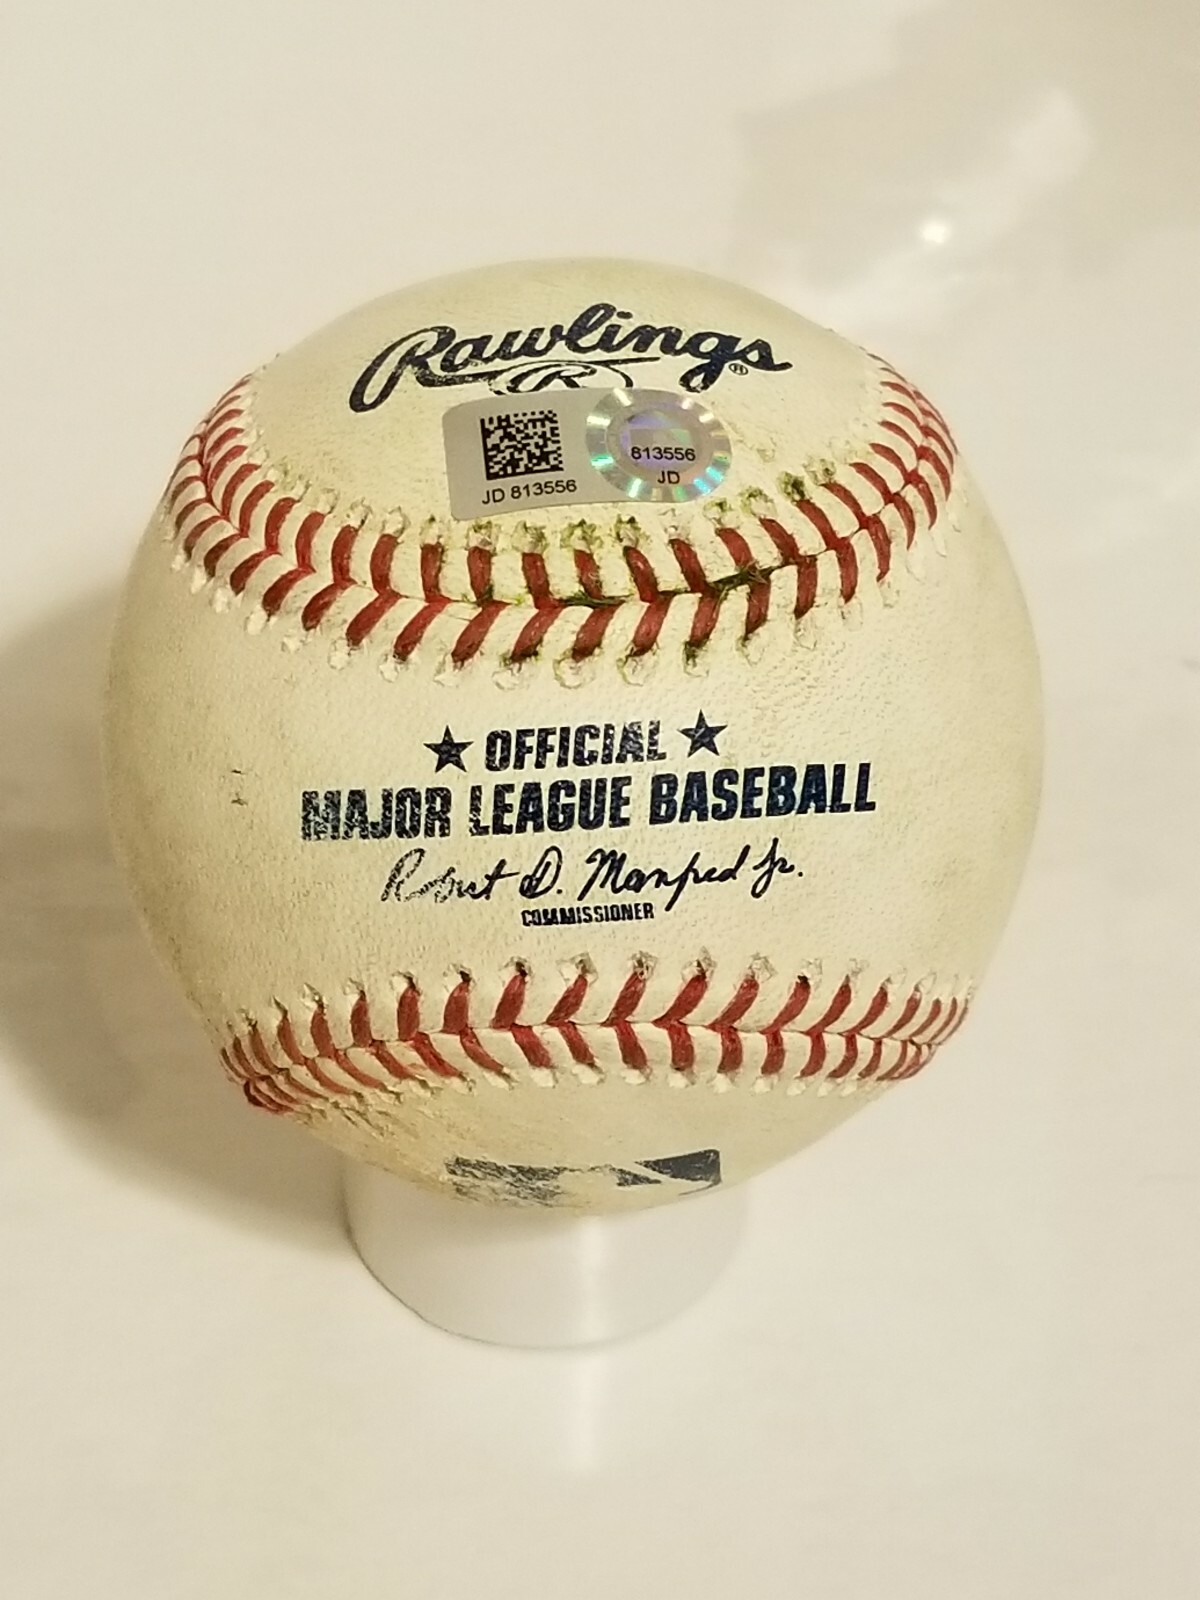 Rawlings®
R
JD 813556
813556
JD
★ OFFICIAL ★
MAJOR LEAGUE BASEBALL
Robert D. Manfred Jr.
COMMISSIONER